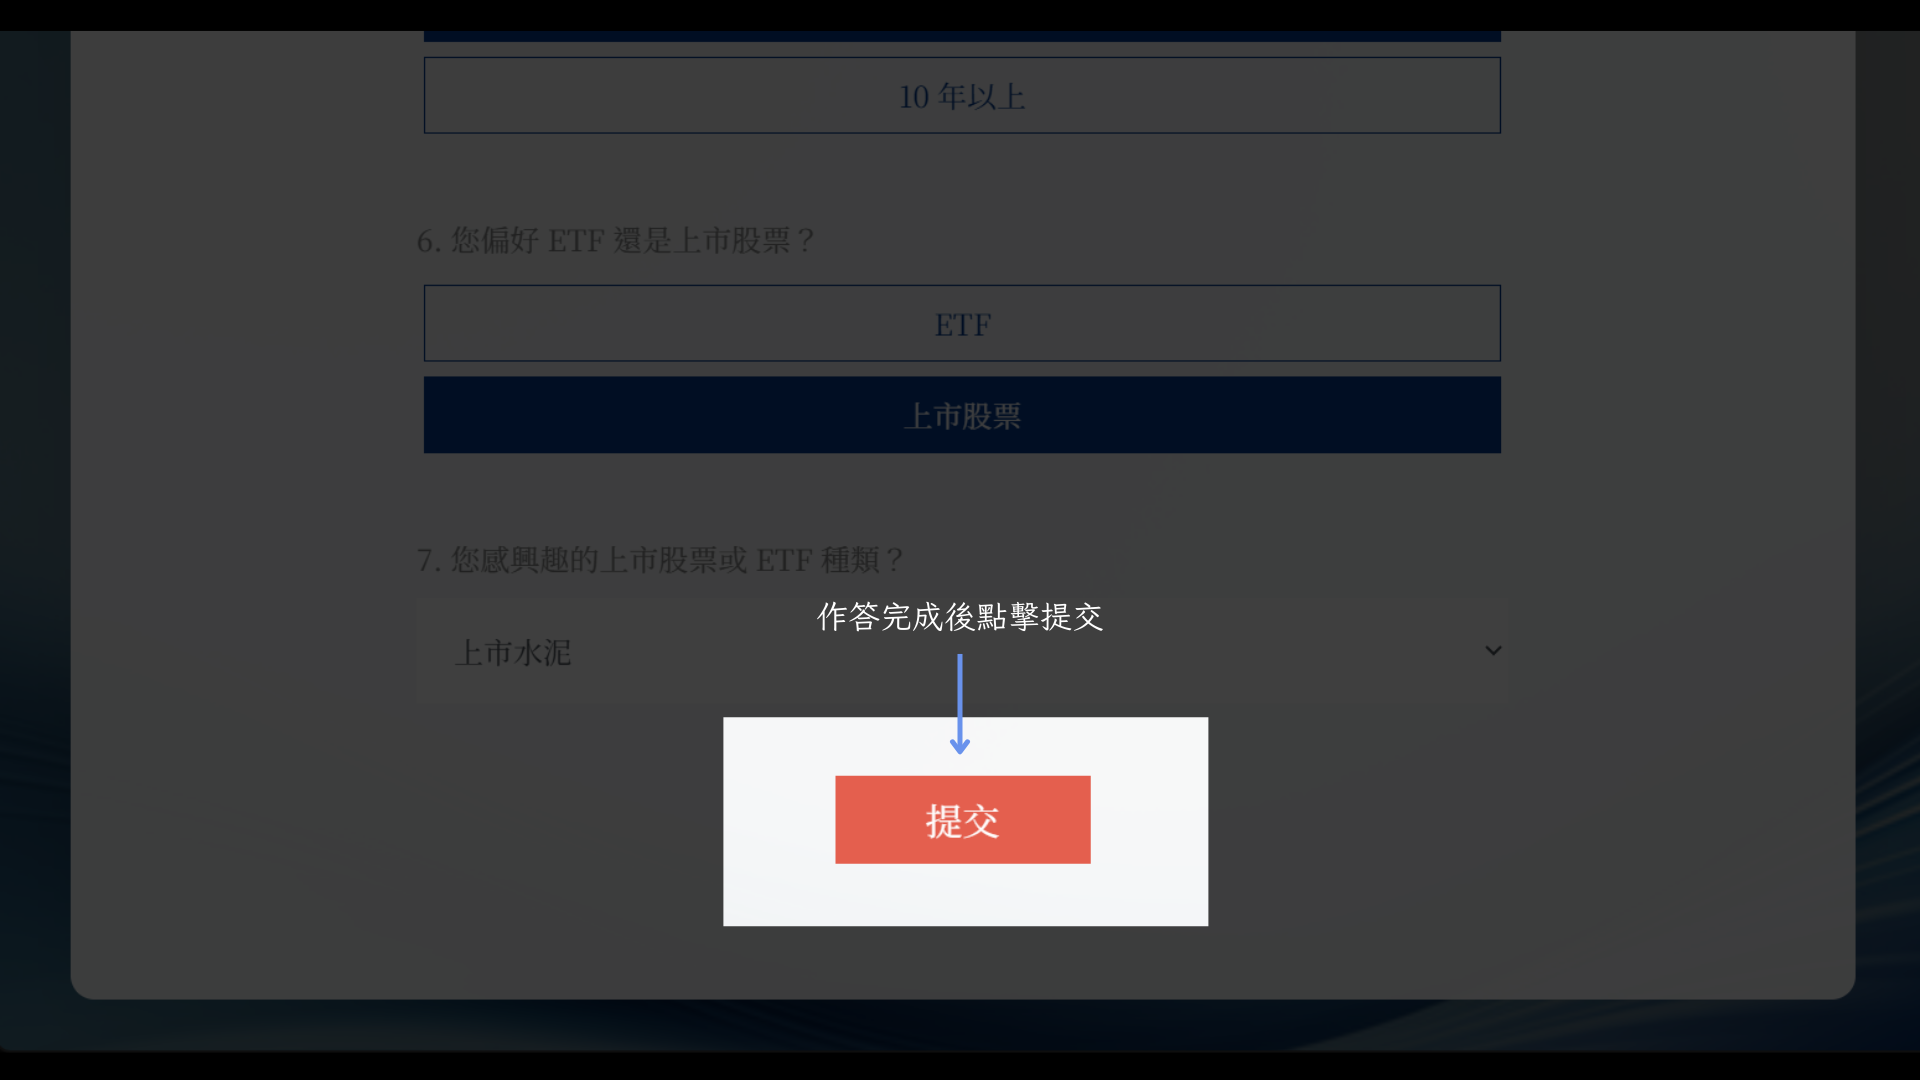 10 年以上
6. 您偏好 ETF 還是上市股票？
ETF
上市股票
7. 您感興趣的上市股票或 ETF 種類？
作答完成後點擊提交
上市水泥
提交